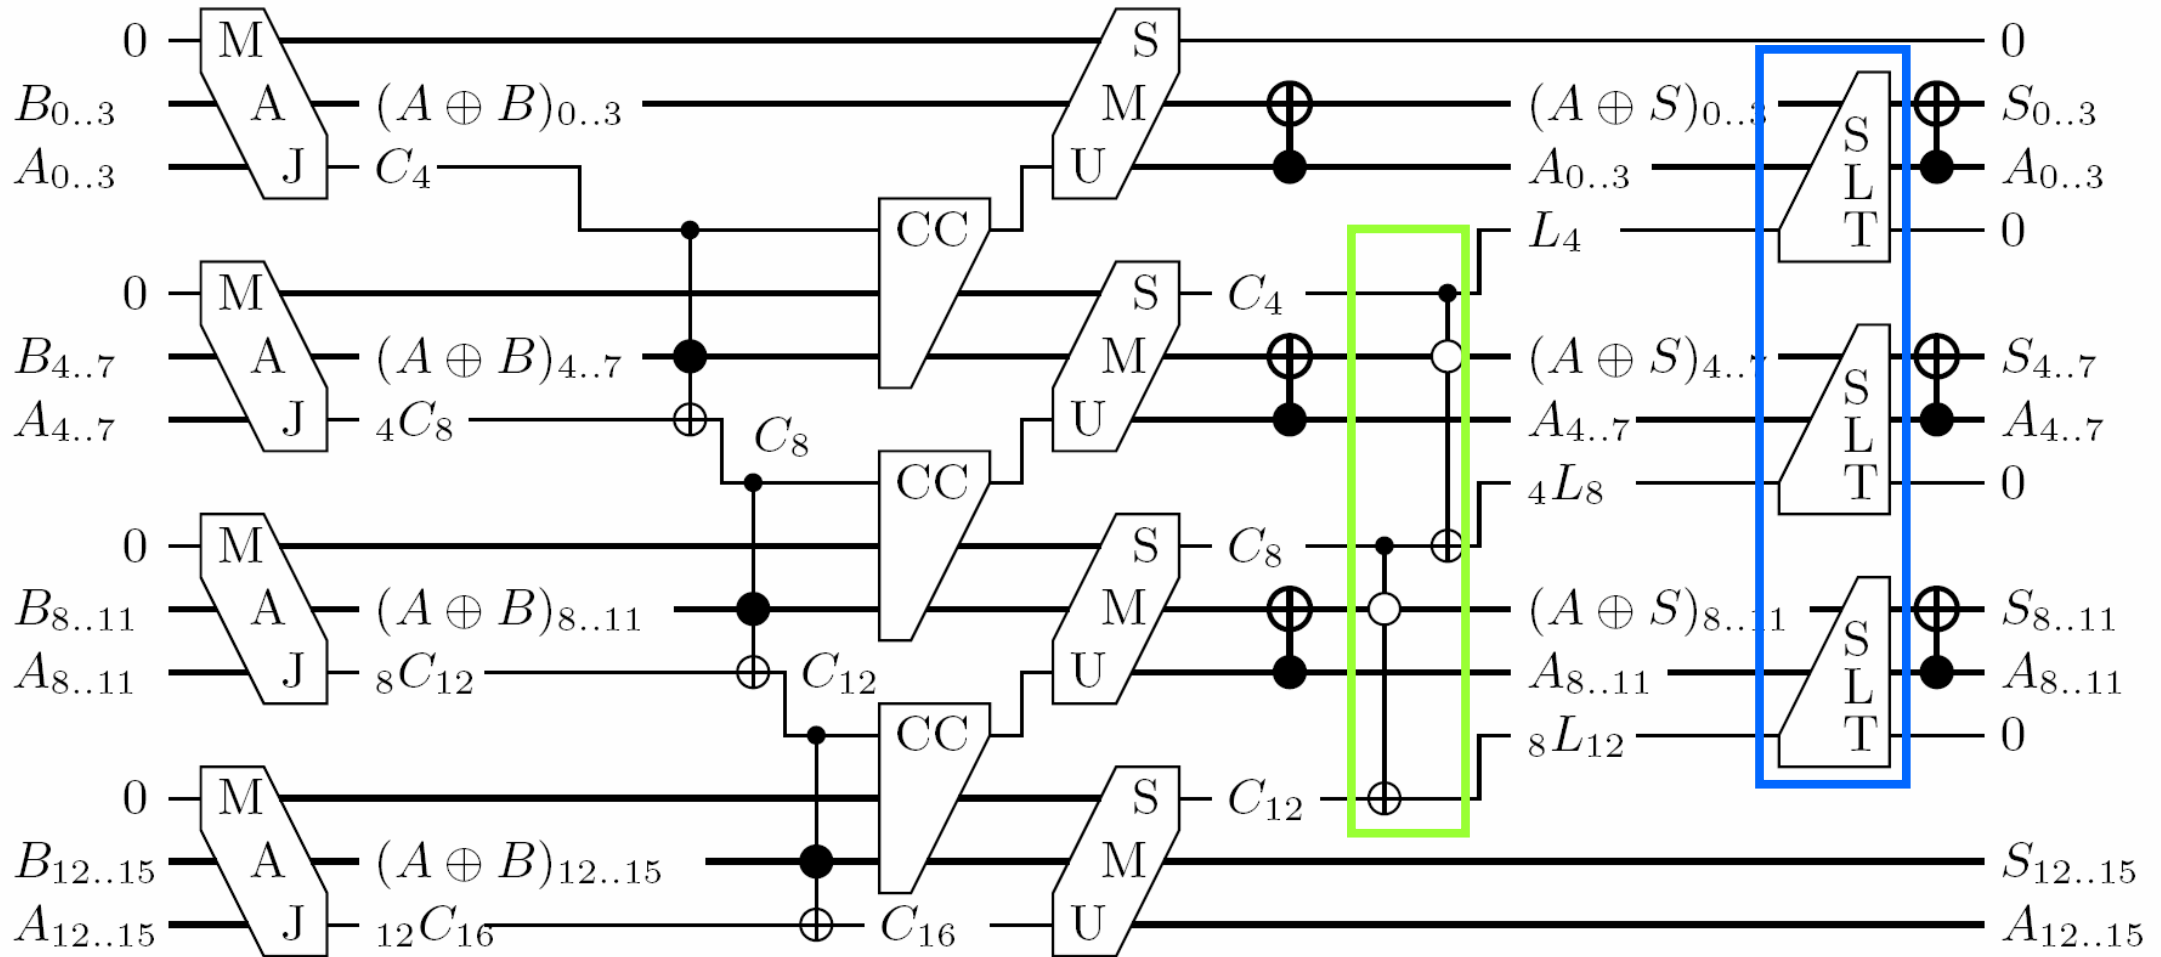 0 M S 0
B₀..₃ A (A ⊕ B)₀..₃ M (A ⊕ S)₀..₃ S S₀..₃
A₀..₃ J C₄ U A₀..₃ L A₀..₃
CC L₄ T 0
0 M S C₄
B₄..₇ A (A ⊕ B)₄..₇ M (A ⊕ S)₄..₇ S S₄..₇
A₄..₇ J ₄C₈ C₈ U A₄..₇ L A₄..₇
CC ₄L₈ T 0
0 M S C₈
B₈..₁₁ A (A ⊕ B)₈..₁₁ M (A ⊕ S)₈..₁₁ S S₈..₁₁
A₈..₁₁ J ₈C₁₂ C₁₂ U A₈..₁₁ L A₈..₁₁
CC ₈L₁₂ T 0
0 M S C₁₂
B₁₂..₁₅ A (A ⊕ B)₁₂..₁₅ M S₁₂..₁₅
A₁₂..₁₅ J ₁₂C₁₆ C₁₆ U A₁₂..₁₅